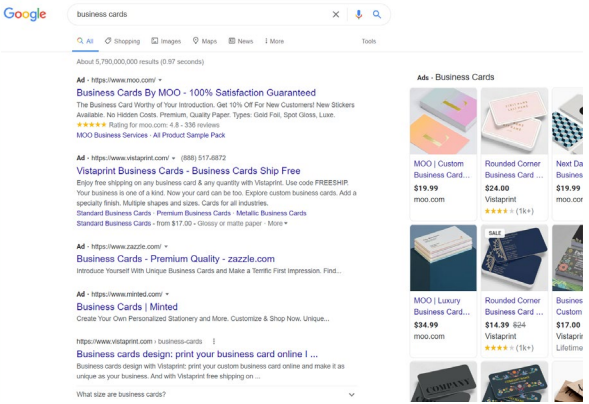 Google
business cards
All
Shopping
Images
Maps
News
More
Tools
About 5,790,000,000 results (0.97 seconds)
Ad · https://www.moo.com/
Business Cards By MOO - 100% Satisfaction Guaranteed
The Business Card Worthy of Your Introduction. Get 10% Off For New Customers! New Stickers
Available. No Hidden Costs. Premium, Quality Paper. Types: Gold Foil, Spot Gloss, Luxe.
Rating for moo.com: 4.8 - 336 reviews
MOO Business Services · All Product Sample Pack
Ad · https://www.vistaprint.com/ (888) 517-6872
Vistaprint Business Cards - Business Cards Ship Free
Enjoy free shipping on any business card & any quantity with Vistaprint. Use code FREESHIP.
Your business is one of a kind. Now your card can be too. Explore custom business cards. Add a
specialty finish. Multiple shapes and sizes. Cards for all industries.
Standard Business Cards · Premium Business Cards · Metallic Business Cards
Standard Business Cards - from $17.00 - Glossy or matte paper · More
Ad · https://www.zazzle.com/
Business Cards - Premium Quality - zazzle.com
Introduce Yourself With Unique Business Cards and Make a Terrific First Impression. Find...
Ad · https://www.minted.com/
Business Cards | Minted
Create Your Own Personalized Stationery and More. Customize & Shop Now. Unique...
https://www.vistaprint.com › business-cards
Business cards design: print your business card online I ...
Business cards design with Vistaprint: print your custom business card online and make it as
unique as your business. And with Vistaprint free shipping on ...
What size are business cards?
Ads · Business Cards
MOO | Custom
Business Card...
$19.99
moo.com
Rounded Corner
Business Card ...
$24.00
Vistaprint
(1k+)
Next Da
Busines
$19.99
moo.cor
MOO | Luxury
Business Card...
$34.99
moo.com
SALE
Rounded Corner
Business Card ...
$14.39 $24
Vistaprint
(1k+)
Busines
Custom
$17.00
Vistaprin
Lifetime
COMPANY